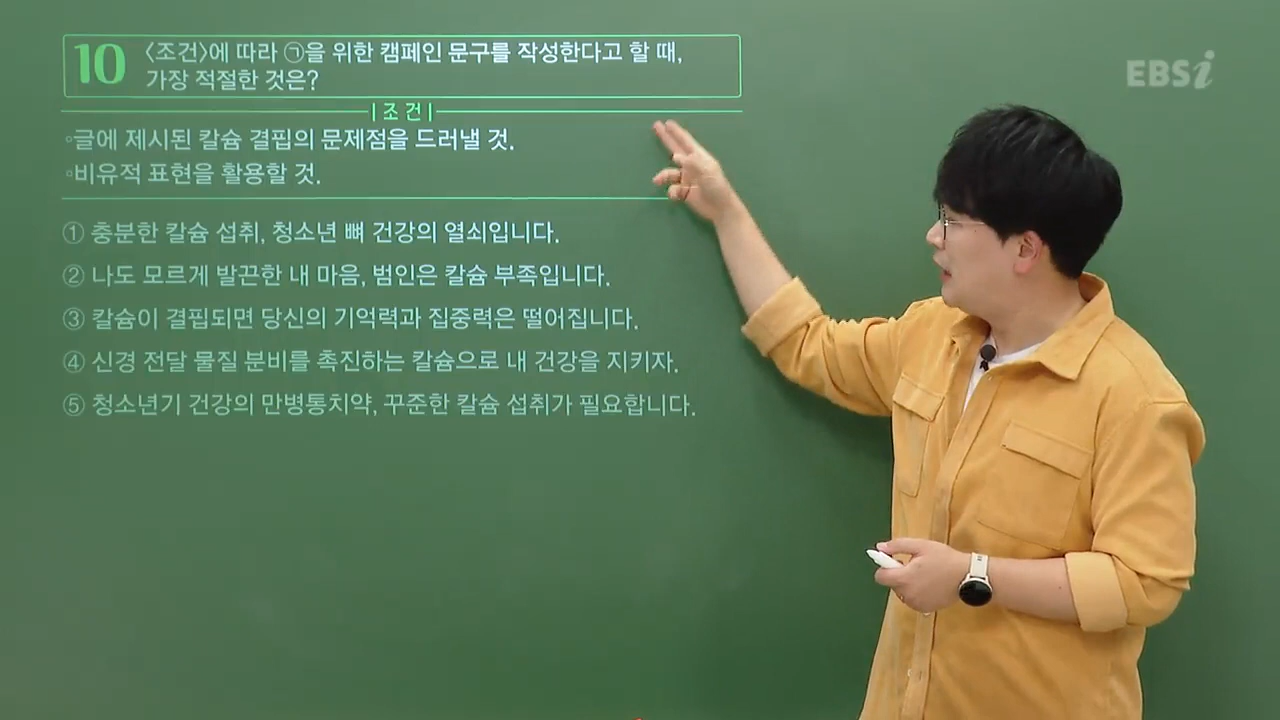 10 〈조건〉에 따라 ㉠을 위한 캠페인 문구를 작성한다고 할 때,
가장 적절한 것은?
|조건|
◦글에 제시된 칼슘 결핍의 문제점을 드러낼 것.
◦비유적 표현을 활용할 것.
① 충분한 칼슘 섭취, 청소년 뼈 건강의 열쇠입니다.
② 나도 모르게 발끈한 내 마음, 범인은 칼슘 부족입니다.
③ 칼슘이 결핍되면 당신의 기억력과 집중력은 떨어집니다.
④ 신경 전달 물질 분비를 촉진하는 칼슘으로 내 건강을 지키자.
⑤ 청소년기 건강의 만병통치약, 꾸준한 칼슘 섭취가 필요합니다.
EBSi